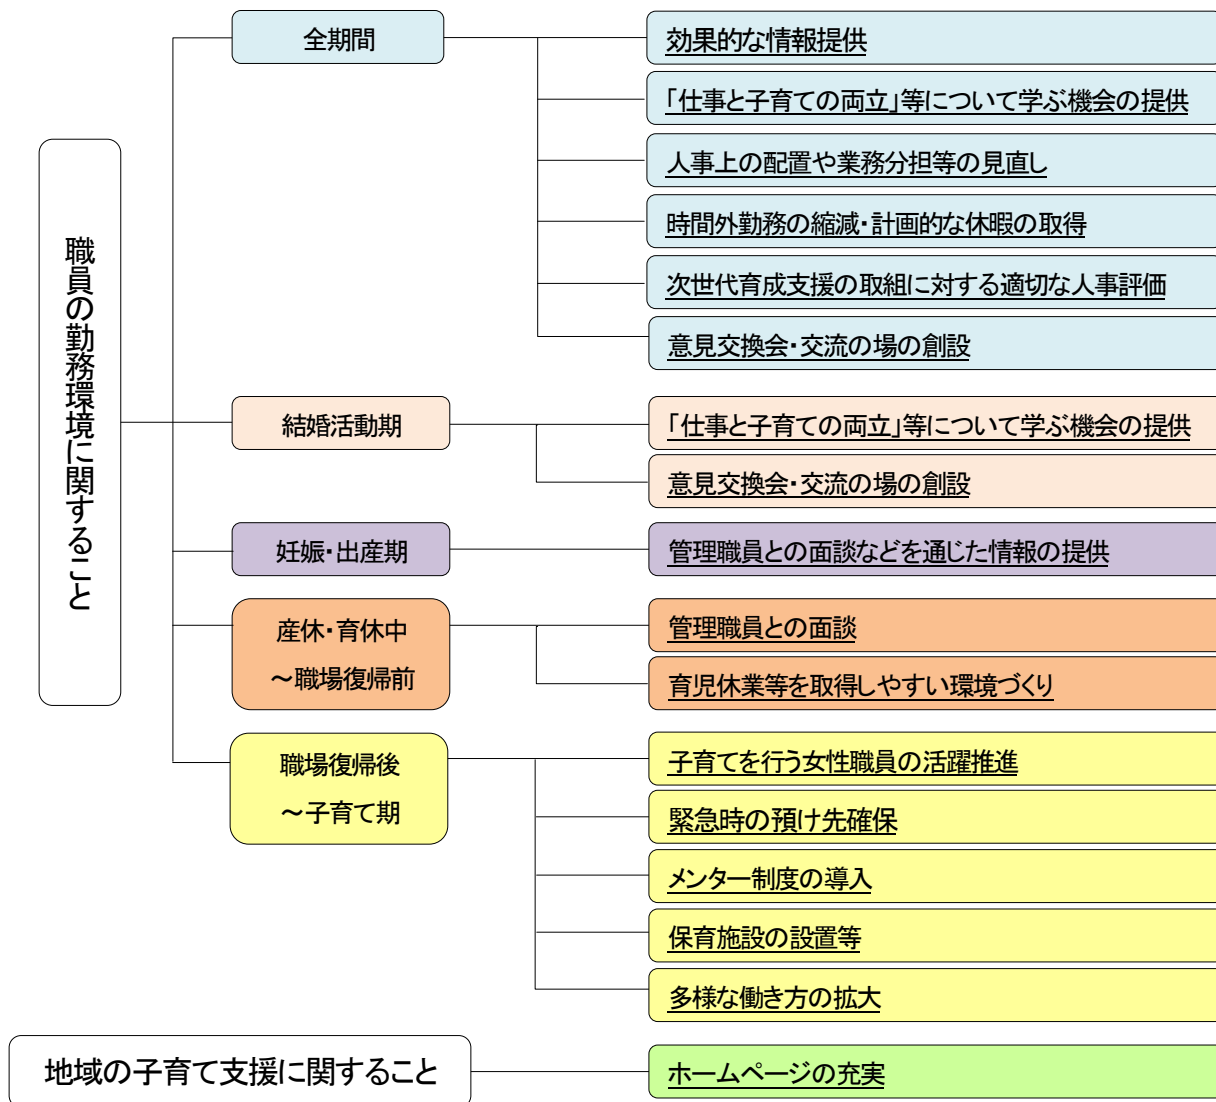 職員の勤務環境に関すること
全期間
効果的な情報提供
「仕事と子育ての両立」等について学ぶ機会の提供
人事上の配置や業務分担等の見直し
時間外勤務の縮減・計画的な休暇の取得
次世代育成支援の取組に対する適切な人事評価
意見交換会・交流の場の創設
結婚活動期
「仕事と子育ての両立」等について学ぶ機会の提供
意見交換会・交流の場の創設
妊娠・出産期
管理職員との面談などを通じた情報の提供
産休・育休中
～職場復帰前
管理職員との面談
育児休業等を取得しやすい環境づくり
職場復帰後
～子育て期
子育てを行う女性職員の活躍推進
緊急時の預け先確保
メンター制度の導入
保育施設の設置等
多様な働き方の拡大
地域の子育て支援に関すること
ホームページの充実